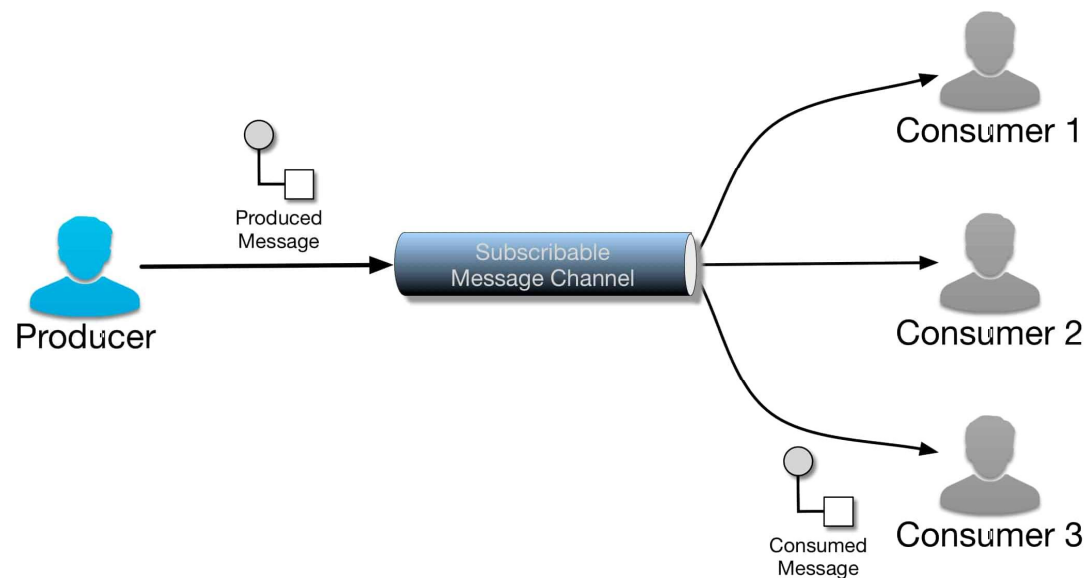 Consumer 1
Produced
Message
Subscribable
Message Channel
Producer
Consumer 2
Consumer 3
Consumed
Message